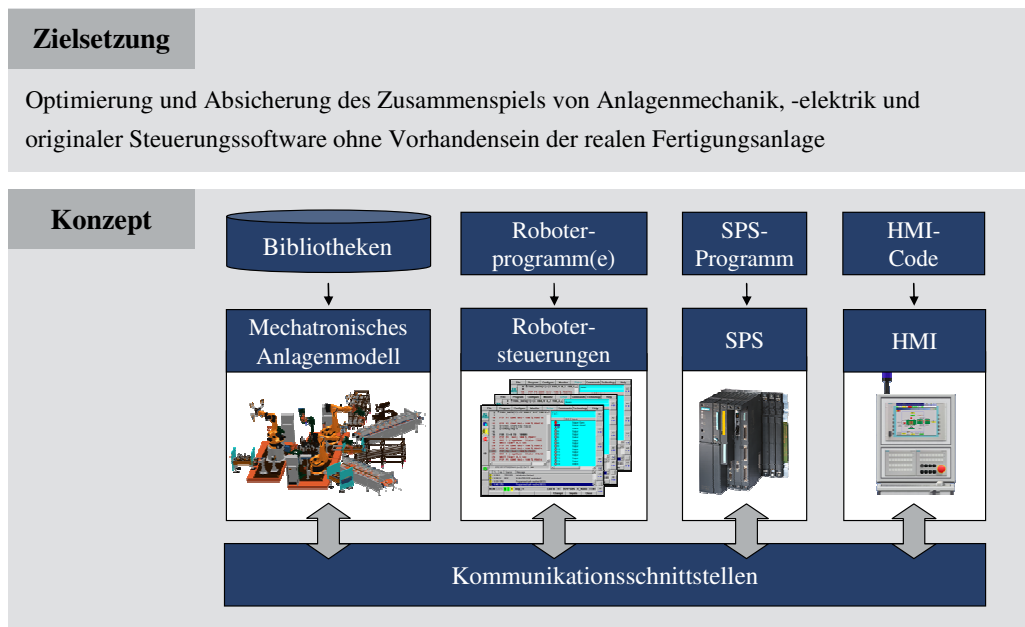 Zielsetzung
Optimierung und Absicherung des Zusammenspiels von Anlagenmechanik, -elektrik und
originaler Steuerungssoftware ohne Vorhandensein der realen Fertigungsanlage
Konzept
Bibliotheken
Roboter-
programm(e)
SPS-
Programm
HMI-
Code
Mechatronisches
Anlagenmodell
Roboter-
steuerungen
SPS
HMI
Kommunikationsschnittstellen